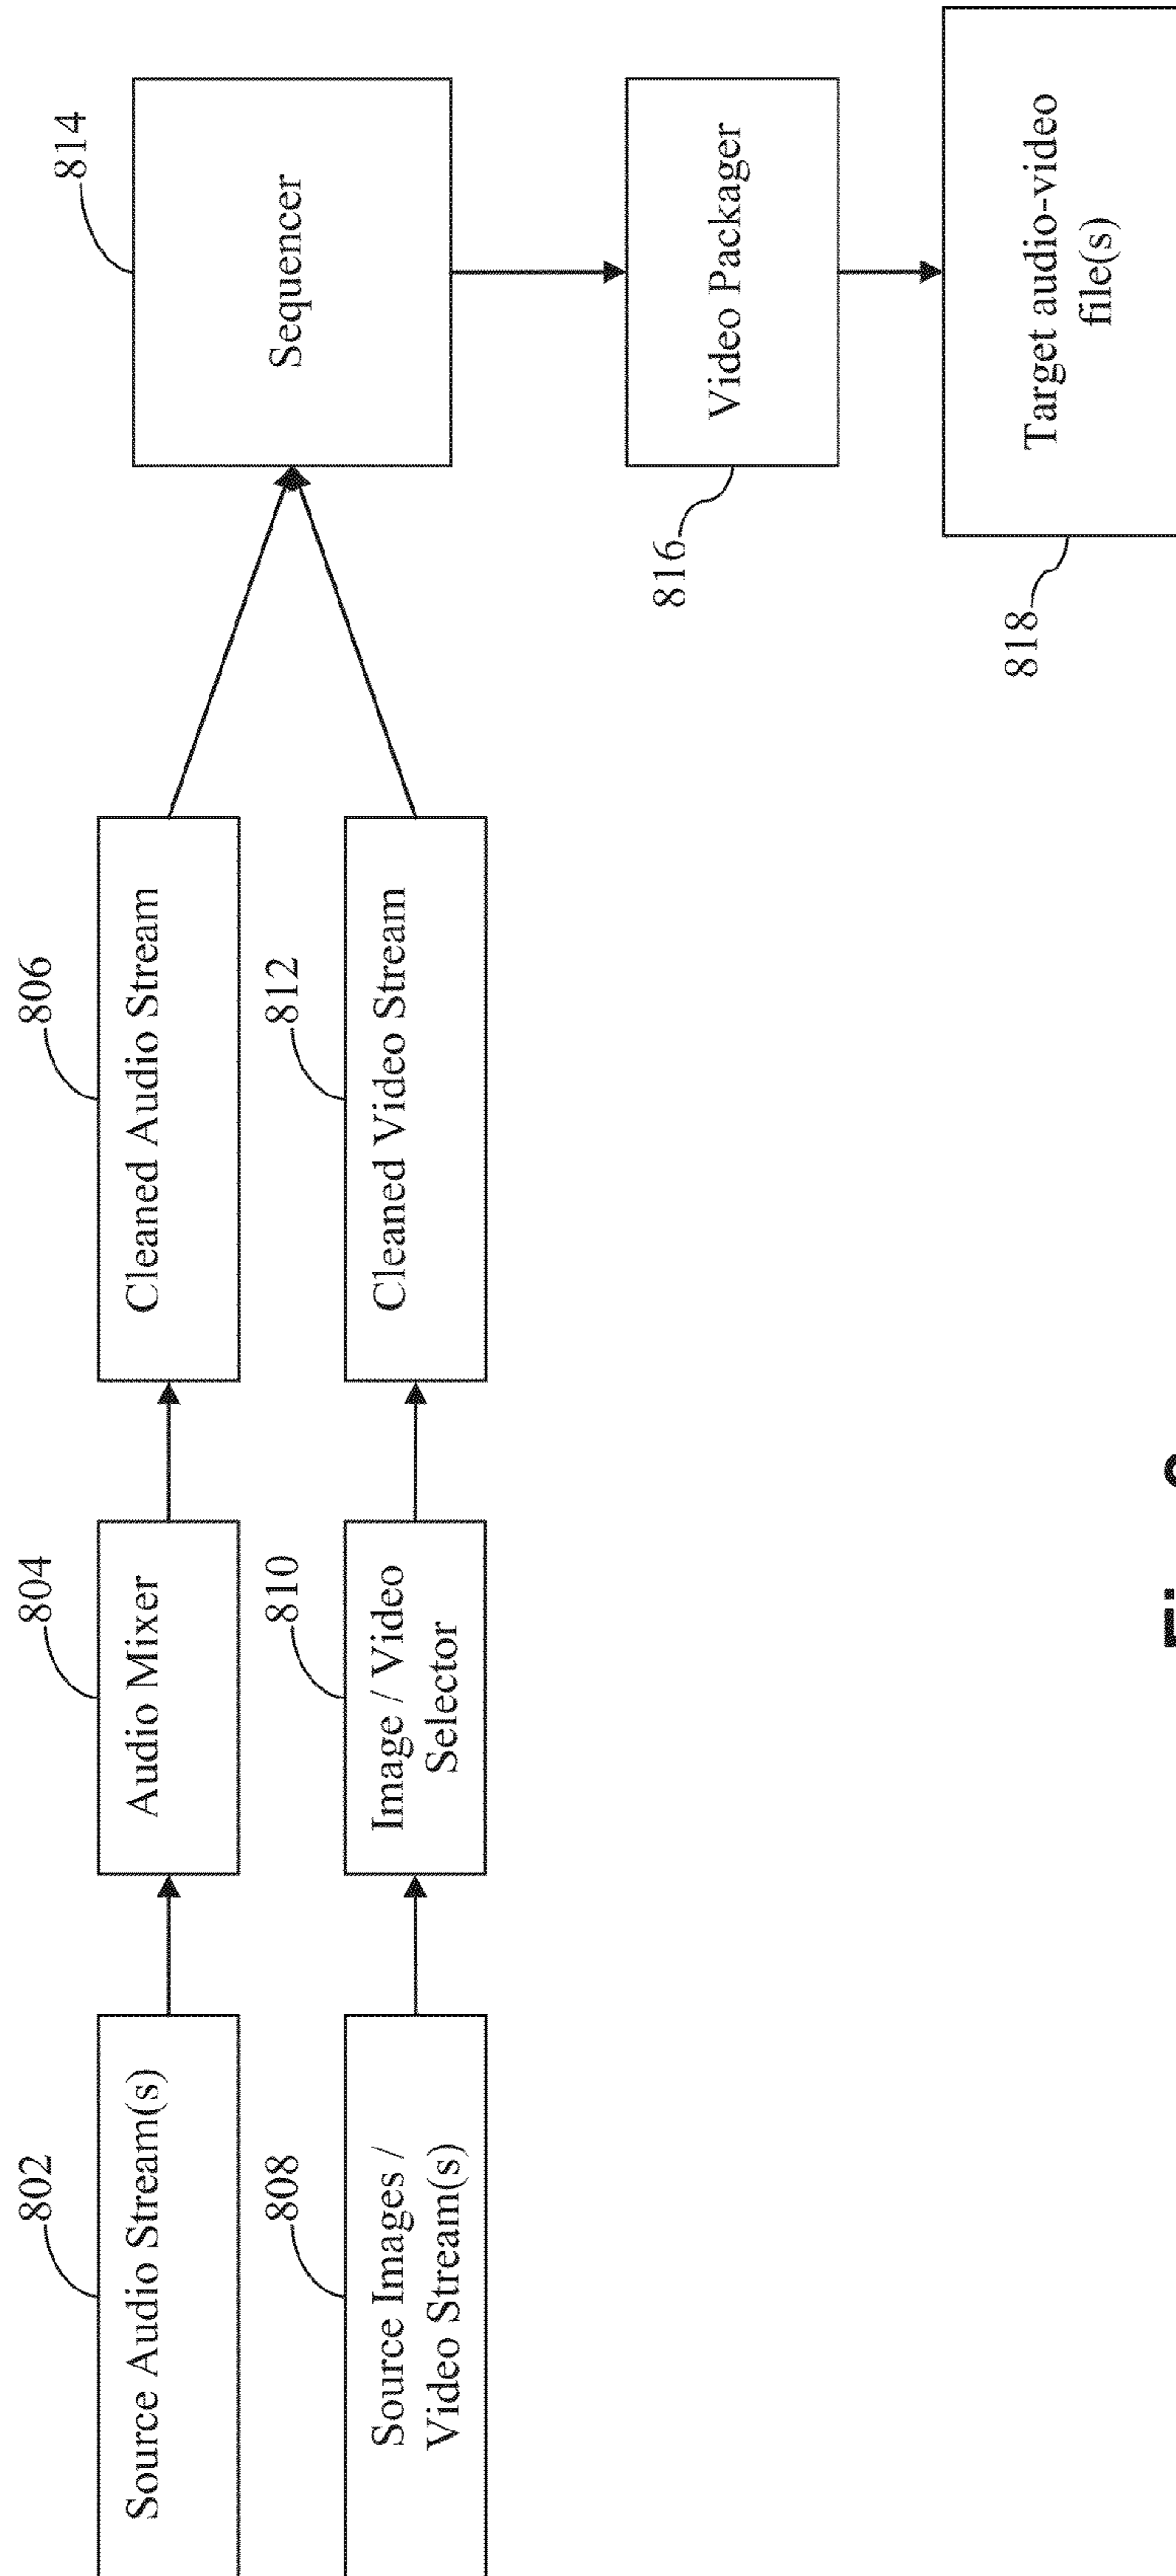 802
Source Audio Stream(s)
804
Audio Mixer
806
Cleaned Audio Stream
808
Source Images /
Video Stream(s)
810
Image / Video
Selector
812
Cleaned Video Stream
814
Sequencer
816
Video Packager
818
Target audio-video
file(s)